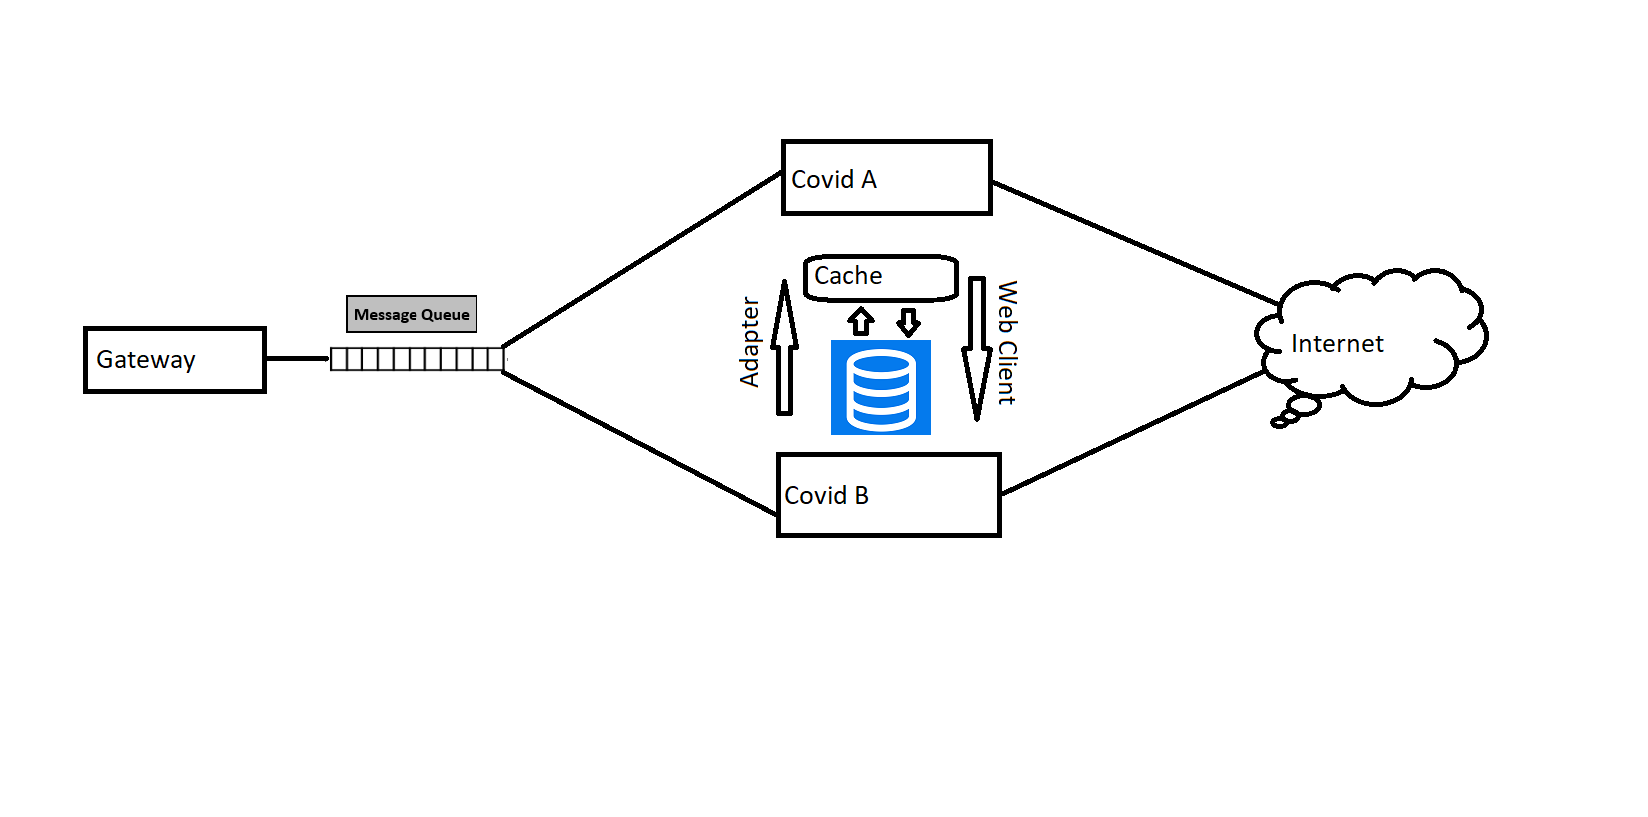 Covid A
Cache
Message Queue
Gateway
Adapter
Web Client
Internet
Covid B